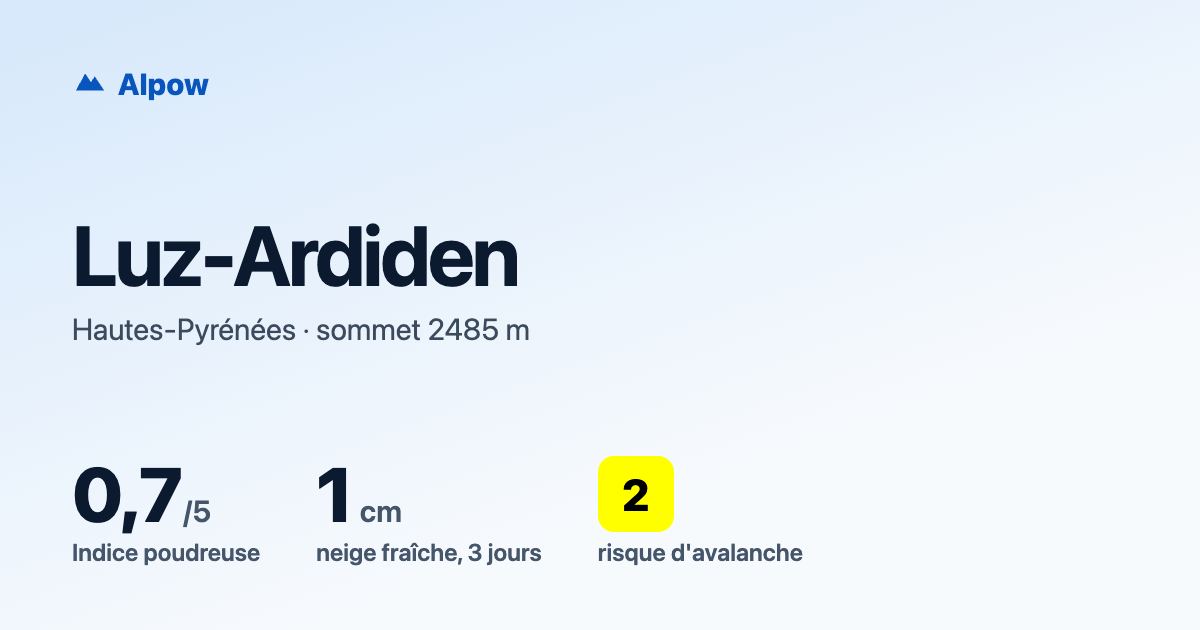 Alpow
Luz-Ardiden
Hautes-Pyrénées · sommet 2485 m
0,7/5
Indice poudreuse
1 cm
neige fraîche, 3 jours
2
risque d'avalanche